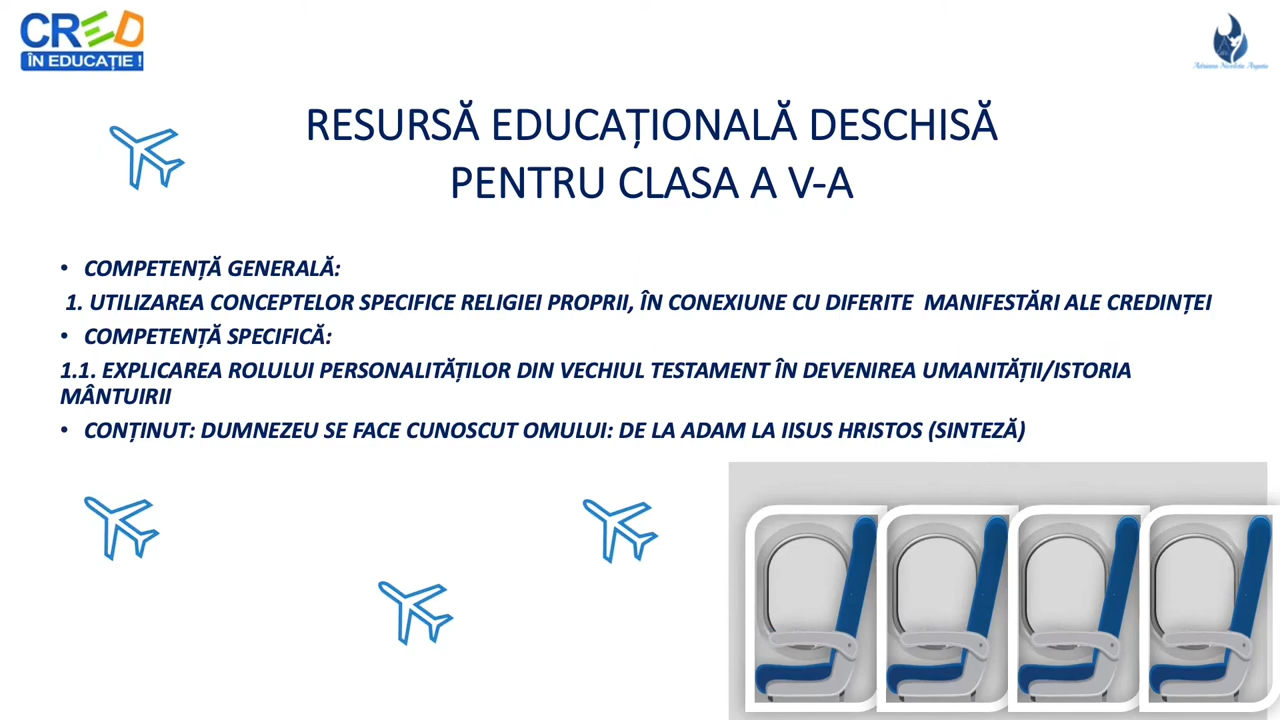 CRED
ÎN EDUCAȚIE !
RESURSĂ EDUCAȚIONALĂ DESCHISĂ
PENTRU CLASA A V-A
• COMPETENȚĂ GENERALĂ:
1. UTILIZAREA CONCEPTELOR SPECIFICE RELIGIEI PROPRII, ÎN CONEXIUNE CU DIFERITE MANIFESTĂRI ALE CREDINȚEI
• COMPETENȚĂ SPECIFICĂ:
1.1. EXPLICAREA ROLULUI PERSONALITĂȚILOR DIN VECHIUL TESTAMENT ÎN DEVENIREA UMANITĂȚII/ISTORIA
MÂNTUIRII
• CONȚINUT: DUMNEZEU SE FACE CUNOSCUT OMULUI: DE LA ADAM LA IISUS HRISTOS (SINTEZĂ)